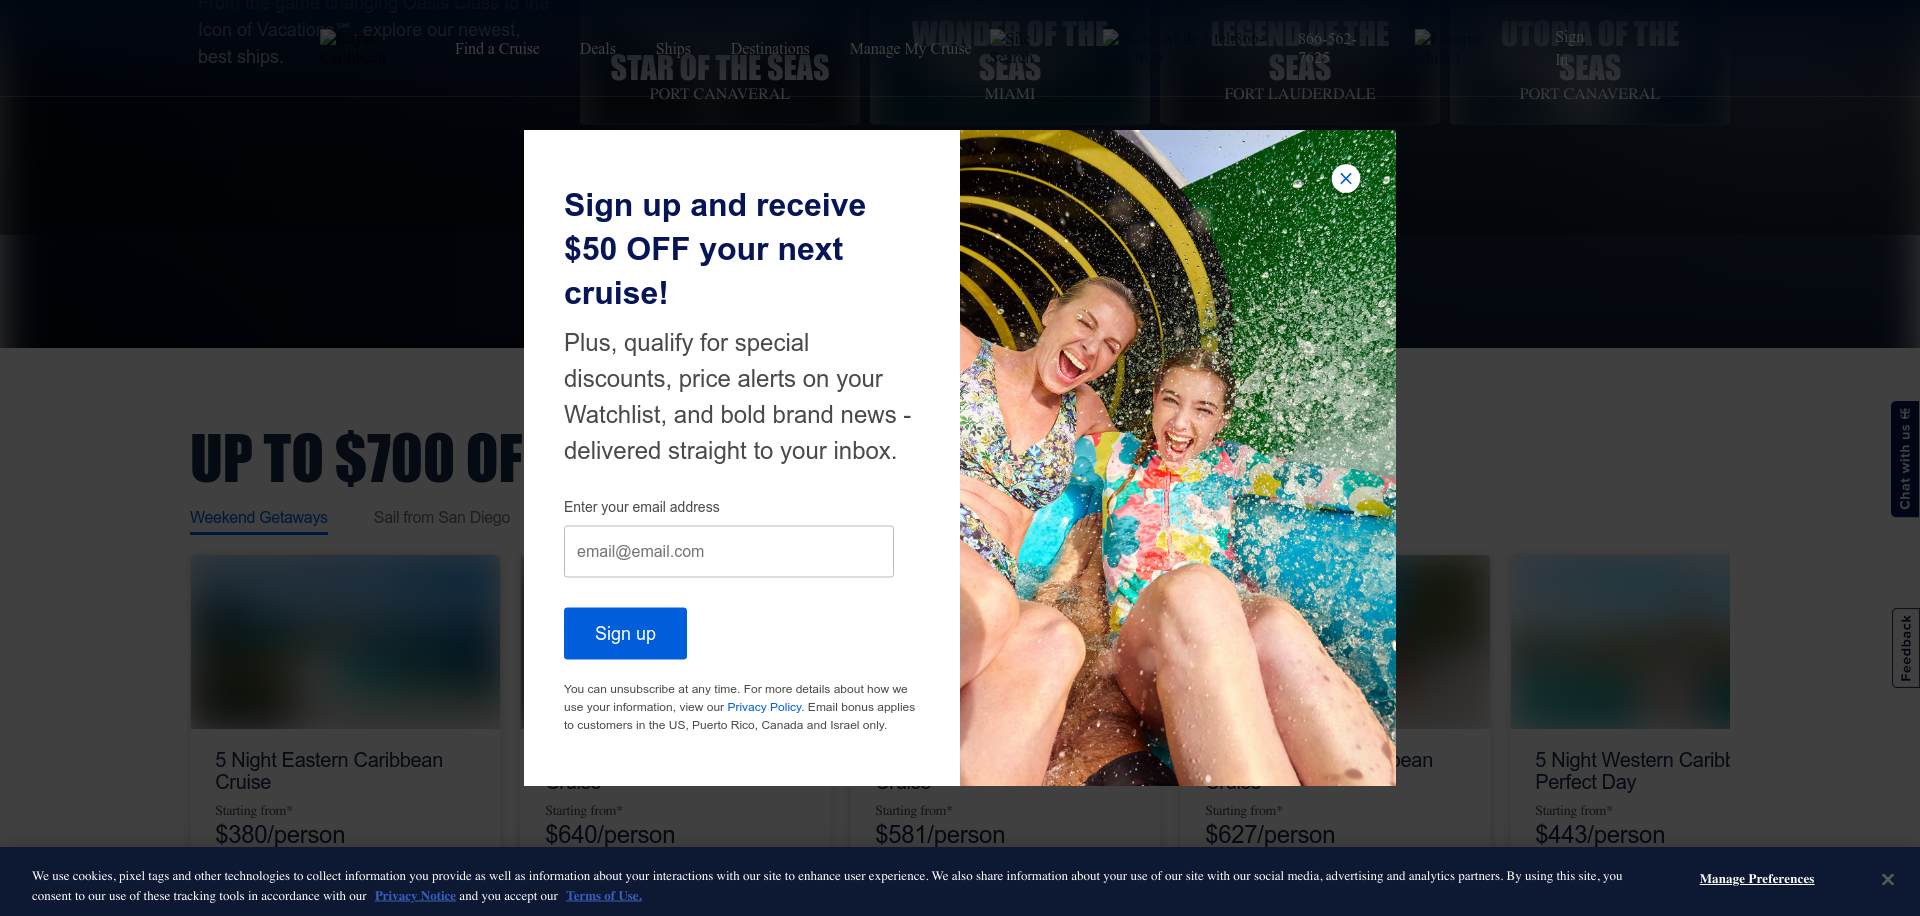 From the game changing Oasis Class to the
Icon of Vacations℠, explore our newest,
best ships.
Find a Cruise
Deals
Ships
Destinations
Manage My Cruise
866-562-
7625
Sign
In
STAR OF THE SEAS
PORT CANAVERAL
WONDER OF THE
SEAS
MIAMI
LEGEND OF THE
SEAS
FORT LAUDERDALE
UTOPIA OF THE
SEAS
PORT CANAVERAL
Sign up and receive
$50 OFF your next
cruise!
Plus, qualify for special
discounts, price alerts on your
Watchlist, and bold brand news -
delivered straight to your inbox.
Enter your email address
email@email.com
Sign up
You can unsubscribe at any time. For more details about how we
use your information, view our Privacy Policy. Email bonus applies
to customers in the US, Puerto Rico, Canada and Israel only.
UP TO $700 OF
Weekend Getaways
Sail from San Diego
5 Night Eastern Caribbean
Cruise
Starting from*
$380/person
Cruise
Starting from*
$640/person
Cruise
Starting from*
$581/person
Cruise
Starting from*
$627/person
5 Night Western Caribb
Perfect Day
Starting from*
$443/person
Chat with us
Feedback
We use cookies, pixel tags and other technologies to collect information you provide as well as information about your interactions with our site to enhance user experience. We also share information about your use of our site with our social media, advertising and analytics partners. By using this site, you
consent to our use of these tracking tools in accordance with our Privacy Notice and you accept our Terms of Use.
Manage Preferences